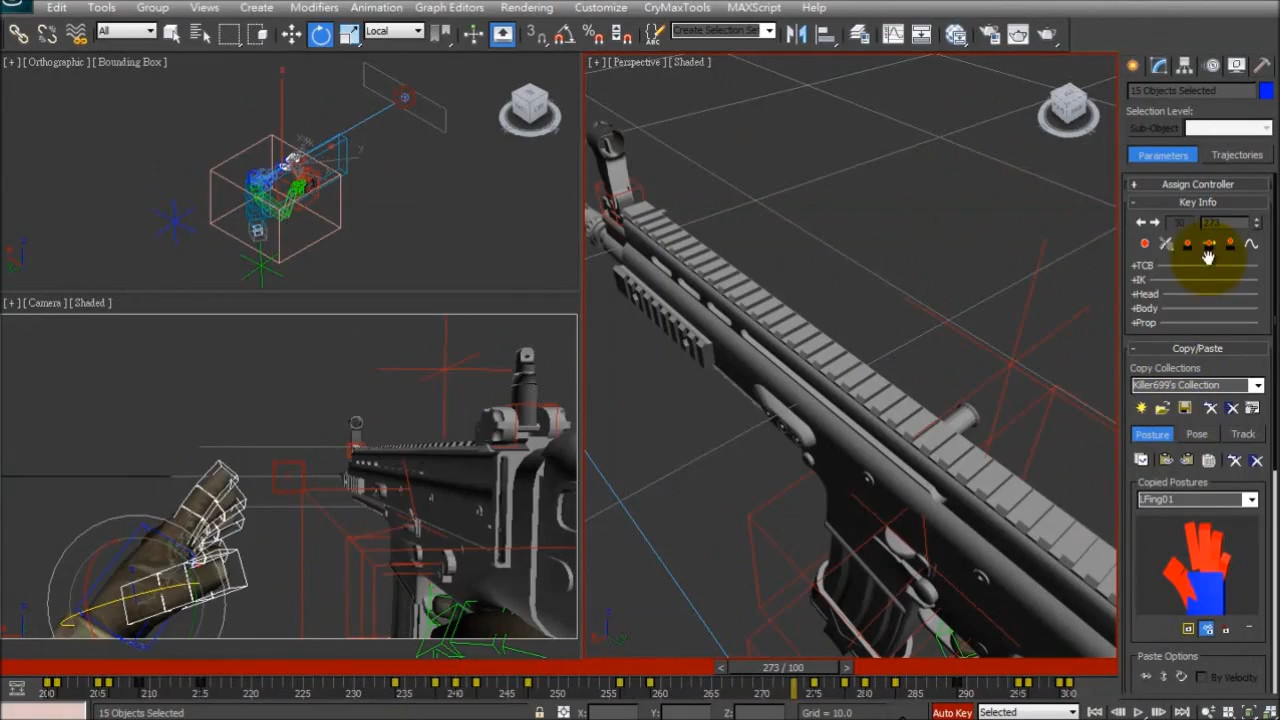 Edit Tools Group Views Create Modifiers Animation Graph Editors Rendering Customize CryMaxTools MAXScript Help
All Local 3 % ABC Create Selection Se
[ + ] [ Orthographic ] [ Bounding Box ]
[ + ] [ Perspective ] [ Shaded ]
[ + ] [ Camera ] [ Shaded ]
15 Objects Selected
Selection Level:
Sub-Object
Parameters Trajectories
+ Assign Controller
- Key Info
30 273
+TCB
+IK
+Head
+Body
+Prop
- Copy/Paste
Copy Collections
Killer699's Collection
Posture Pose Track
Copied Postures
LFing01
Paste Options
By Velocity
< 273 / 100 >
200 205 210 215 220 225 230 235 240 245 250 255 260 265 270 275 280 285 290 295 300
15 Objects Selected X: Y: Z: Grid = 10.0 Auto Key Selected